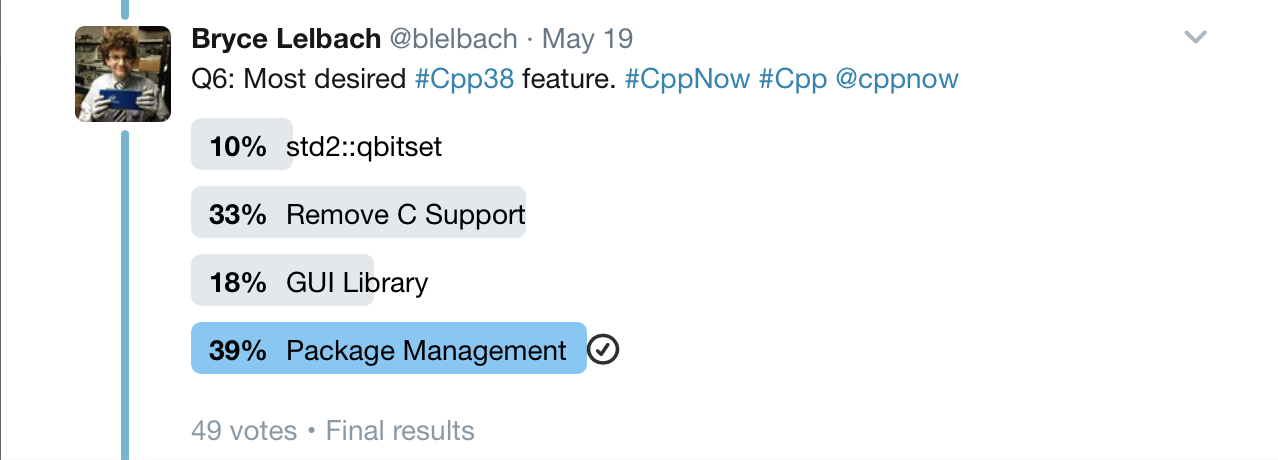 Bryce Lelbach @blelbach · May 19
Q6: Most desired #Cpp38 feature. #CppNow #Cpp @cppnow
10% std2::qbitset
33% Remove C Support
18% GUI Library
39% Package Management
49 votes • Final results